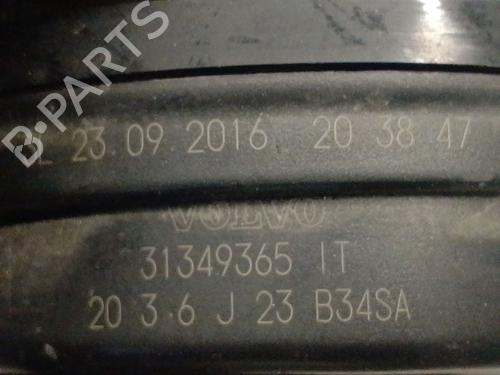 B-PARTS
23.09.2016 20 38 47
VOLVO
31349365 IT
20 3 6 J 23 B34SA